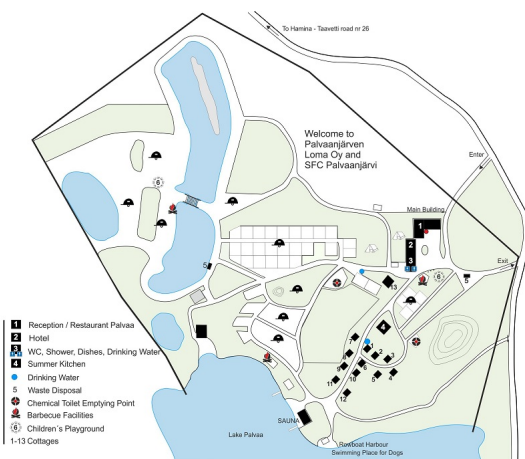 To Hamina - Taavetti road nr 26
Welcome to
Palvaanjärven
Loma Oy and
SFC Palvaanjärvi
Enter
Main Building
1
2
3
6
6
5
Exit
5
13
4
7
1
2
8
3
9
6
10
5
4
11
12
1 Reception / Restaurant Palvaa
2 Hotel
3 WC, Shower, Dishes, Drinking Water
4 Summer Kitchen
Drinking Water
5 Waste Disposal
Chemical Toilet Emptying Point
Barbecue Facilities
6 Children´s Playground
1-13 Cottages
SAUNA
Lake Palvaa
Rowboat Harbour
Swimming Place for Dogs